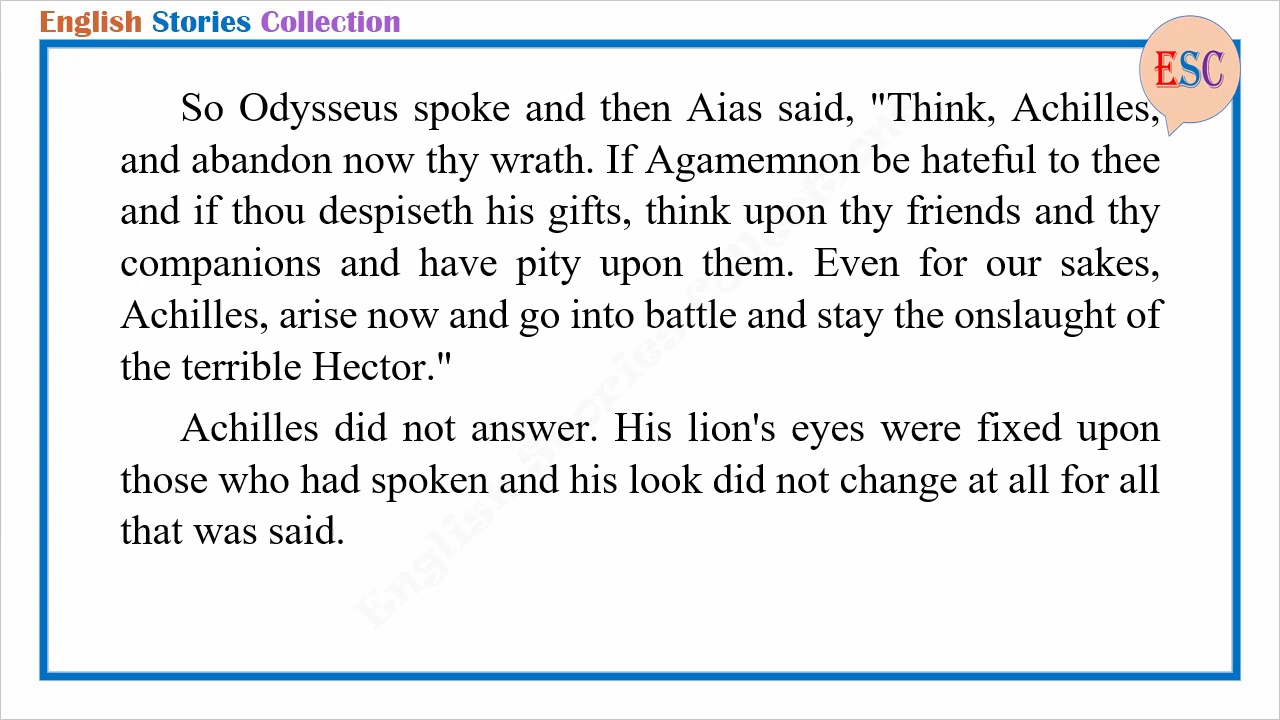 English Stories Collection
ESC
So Odysseus spoke and then Aias said, "Think, Achilles,
and abandon now thy wrath. If Agamemnon be hateful to thee
and if thou despiseth his gifts, think upon thy friends and thy
companions and have pity upon them. Even for our sakes,
Achilles, arise now and go into battle and stay the onslaught of
the terrible Hector."
Achilles did not answer. His lion's eyes were fixed upon
those who had spoken and his look did not change at all for all
that was said.
English Stories Collection